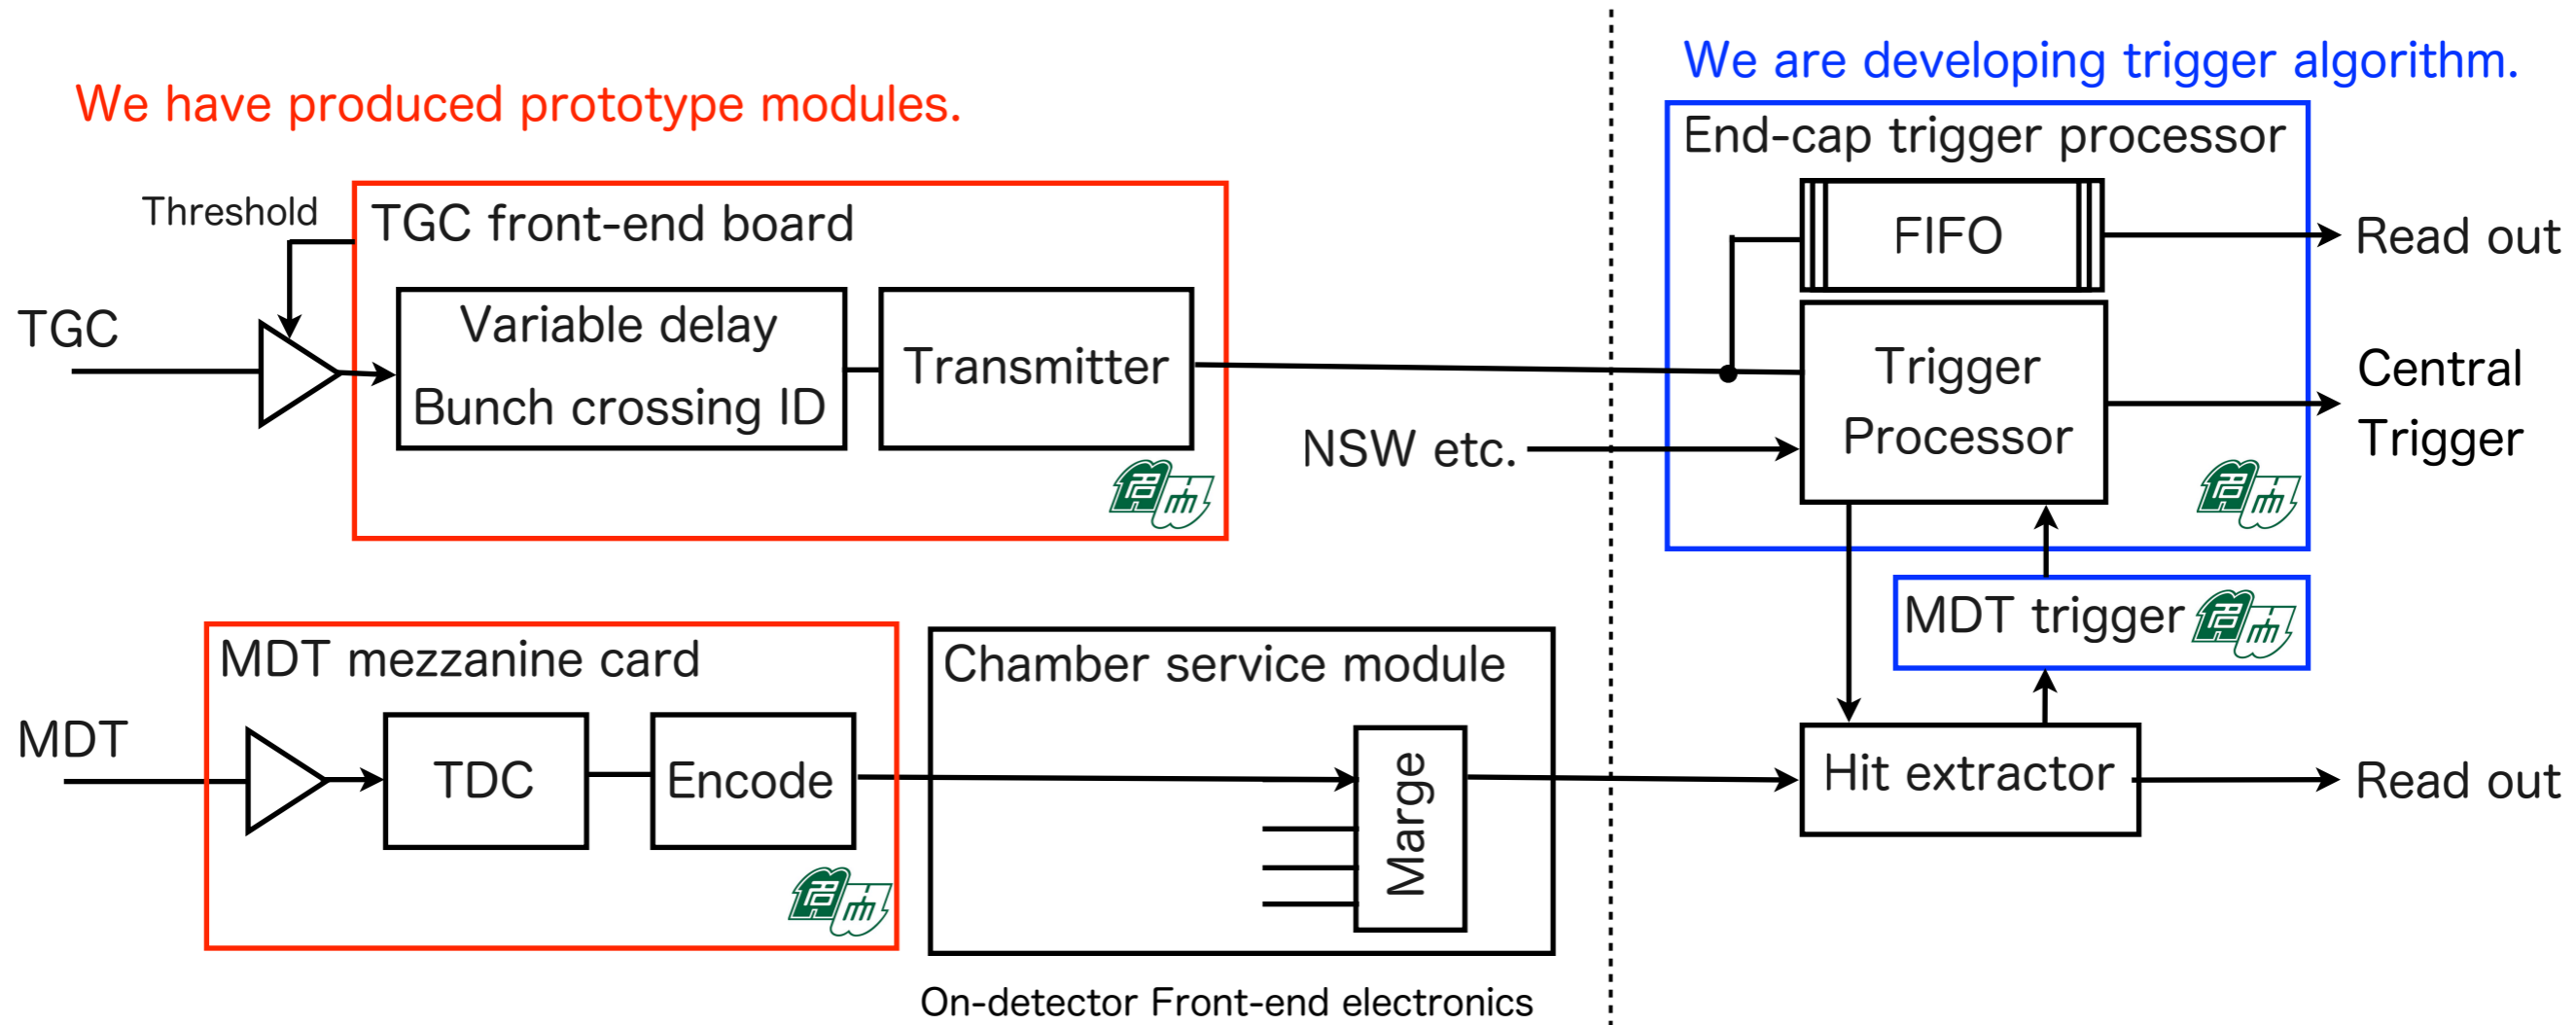 We have produced prototype modules.
We are developing trigger algorithm.
End-cap trigger processor
Threshold
TGC front-end board
FIFO
Read out
TGC
Variable delay
Bunch crossing ID
Transmitter
Trigger
Processor
Central
Trigger
NSW etc.
MDT trigger
MDT mezzanine card
Chamber service module
MDT
TDC
Encode
Marge
Hit extractor
Read out
On-detector Front-end electronics